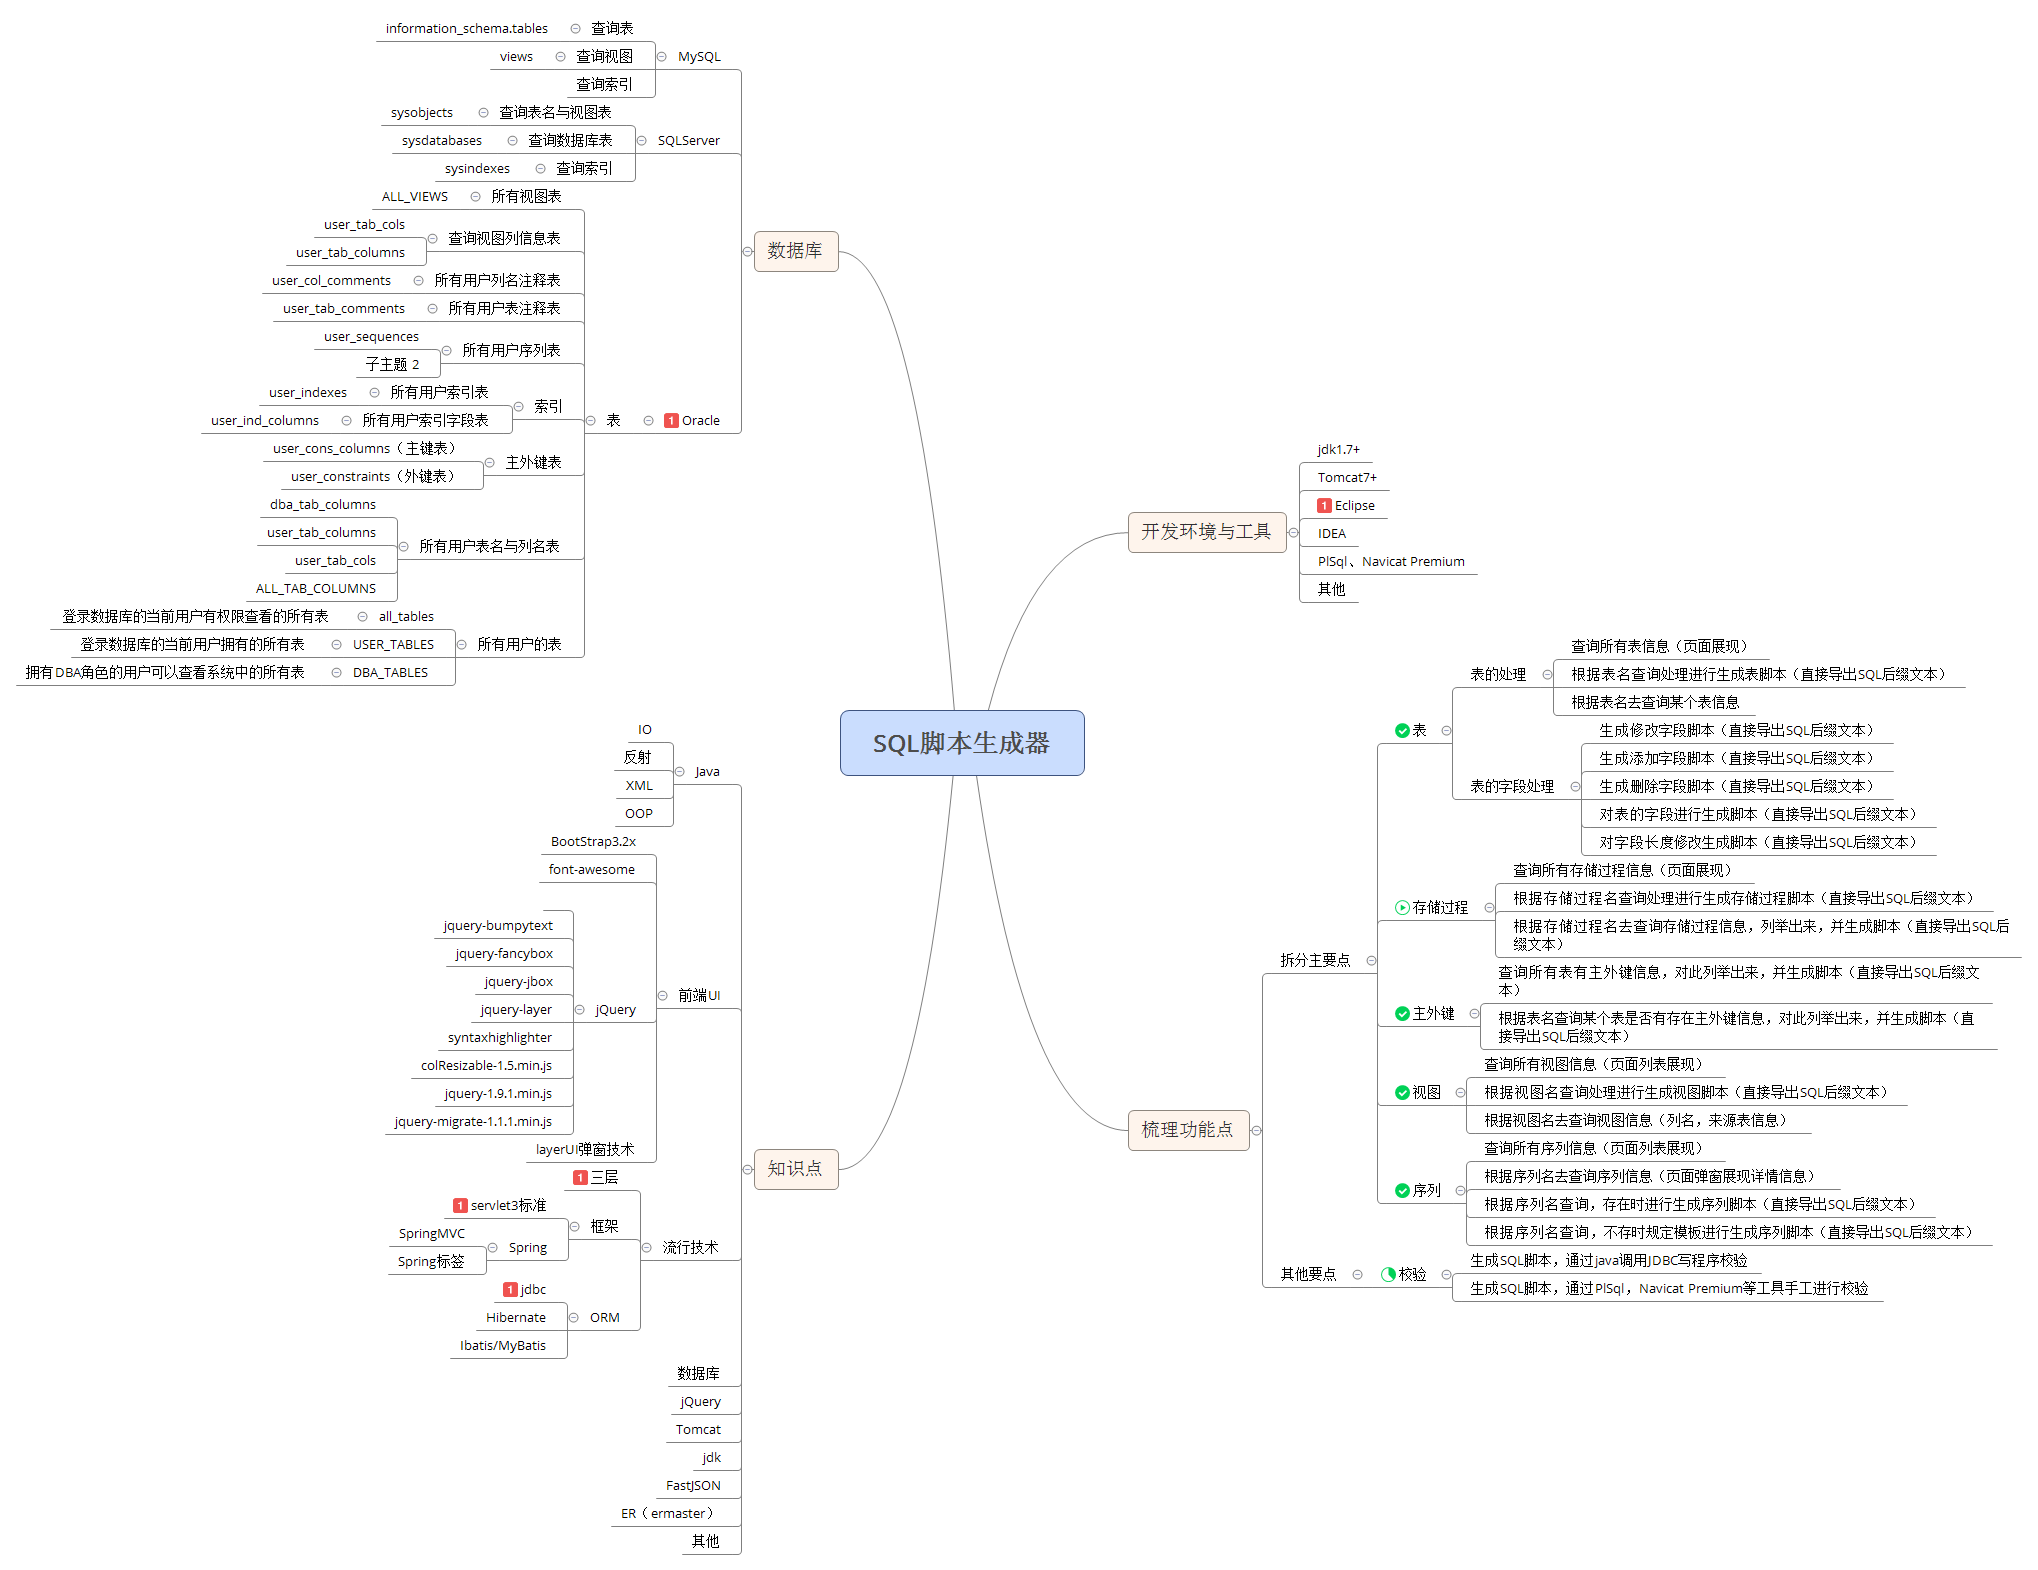 SQL脚本生成器
开发环境与工具
jdk1.7+
Tomcat7+
1 Eclipse
IDEA
PlSql、Navicat Premium
其他
梳理功能点
拆分主要点
表
表的处理
查询所有表信息（页面展现）
根据表名查询处理进行生成表脚本（直接导出SQL后缀文本）
根据表名去查询某个表信息
表的字段处理
生成修改字段脚本（直接导出SQL后缀文本）
生成添加字段脚本（直接导出SQL后缀文本）
生成删除字段脚本（直接导出SQL后缀文本）
对表的字段进行生成脚本（直接导出SQL后缀文本）
对字段长度修改生成脚本（直接导出SQL后缀文本）
存储过程
查询所有存储过程信息（页面展现）
根据存储过程名查询处理进行生成存储过程脚本（直接导出SQL后缀文本）
根据存储过程名去查询存储过程信息，列举出来，并生成脚本（直接导出SQL后
缀文本）
主外键
查询所有表有主外键信息，对此列举出来，并生成脚本（直接导出SQL后缀文
本）
根据表名查询某个表是否有存在主外键信息，对此列举出来，并生成脚本（直
接导出SQL后缀文本）
视图
查询所有视图信息（页面列表展现）
根据视图名查询处理进行生成视图脚本（直接导出SQL后缀文本）
根据视图名去查询视图信息（列名，来源表信息）
序列
查询所有序列信息（页面列表展现）
根据序列名去查询序列信息（页面弹窗展现详情信息）
根据序列名查询，存在时进行生成序列脚本（直接导出SQL后缀文本）
根据序列名查询，不存时规定模板进行生成序列脚本（直接导出SQL后缀文本）
其他要点
校验
生成SQL脚本，通过java调用JDBC写程序校验
生成SQL脚本，通过PlSql，Navicat Premium等工具手工进行校验
数据库
MySQL
查询表
information_schema.tables
查询视图
views
查询索引
SQLServer
查询表名与视图表
sysobjects
查询数据库表
sysdatabases
查询索引
sysindexes
1 Oracle
表
所有视图表
ALL_VIEWS
查询视图列信息表
user_tab_cols
user_tab_columns
所有用户列名注释表
user_col_comments
所有用户表注释表
user_tab_comments
所有用户序列表
user_sequences
子主题 2
索引
所有用户索引表
user_indexes
所有用户索引字段表
user_ind_columns
主外键表
user_cons_columns（主键表）
user_constraints（外键表）
所有用户表名与列名表
dba_tab_columns
user_tab_columns
user_tab_cols
ALL_TAB_COLUMNS
所有用户的表
all_tables
登录数据库的当前用户有权限查看的所有表
USER_TABLES
登录数据库的当前用户拥有的所有表
DBA_TABLES
拥有DBA角色的用户可以查看系统中的所有表
知识点
Java
IO
反射
XML
OOP
前端UI
BootStrap3.2x
font-awesome
jQuery
jquery-bumpytext
jquery-fancybox
jquery-jbox
jquery-layer
syntaxhighlighter
colResizable-1.5.min.js
jquery-1.9.1.min.js
jquery-migrate-1.1.1.min.js
layerUI弹窗技术
流行技术
1 三层
框架
1 servlet3标准
Spring
SpringMVC
Spring标签
ORM
1 jdbc
Hibernate
Ibatis/MyBatis
数据库
jQuery
Tomcat
jdk
FastJSON
ER（ermaster）
其他